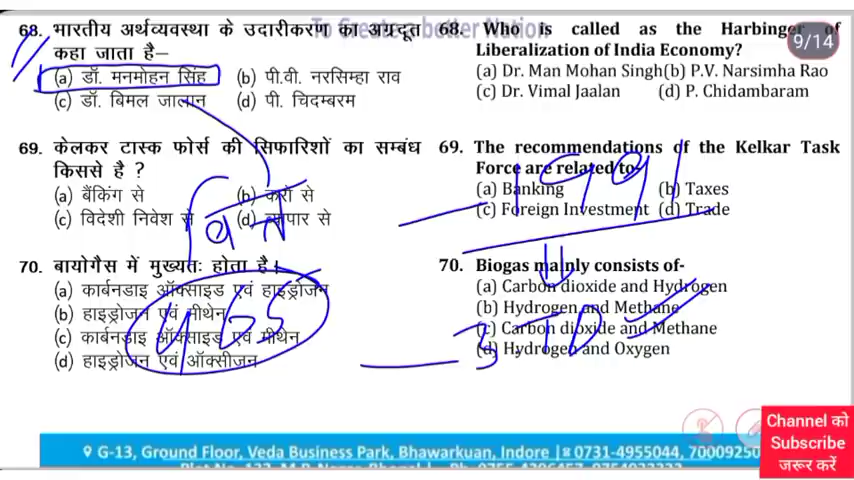 To Create a better Nation
9/14
68. भारतीय अर्थव्यवस्था के उदारीकरण का अग्रदूत
कहा जाता है–
(a) डॉ. मनमोहन सिंह (b) पी.वी. नरसिम्हा राव
(c) डॉ. बिमल जालान (d) पी. चिदम्बरम
69. केलकर टास्क फोर्स की सिफारिशों का सम्बंध
किससे है ?
(a) बैंकिंग से (b) करों से
(c) विदेशी निवेश से (d) व्यापार से
70. बायोगैस में मुख्यतः होता है।
(a) कार्बनडाइ ऑक्साइड एवं हाइड्रोजन
(b) हाइड्रोजन एवं मीथेन
(c) कार्बनडाइ ऑक्साइड एवं मीथेन
(d) हाइड्रोजन एवं ऑक्सीजन
68. Who is called as the Harbinger of
Liberalization of India Economy?
(a) Dr. Man Mohan Singh (b) P.V. Narsimha Rao
(c) Dr. Vimal Jaalan (d) P. Chidambaram
69. The recommendations of the Kelkar Task
Force are related to-
(a) Banking (b) Taxes
(c) Foreign Investment (d) Trade
70. Biogas mainly consists of-
(a) Carbon dioxide and Hydrogen
(b) Hydrogen and Methane
(c) Carbon dioxide and Methane
(d) Hydrogen and Oxygen
1991
वित्त
G-13, Ground Floor, Veda Business Park, Bhawarkuan, Indore | 0731-4955044, 70009250
Channel को
Subscribe
जरूर करें